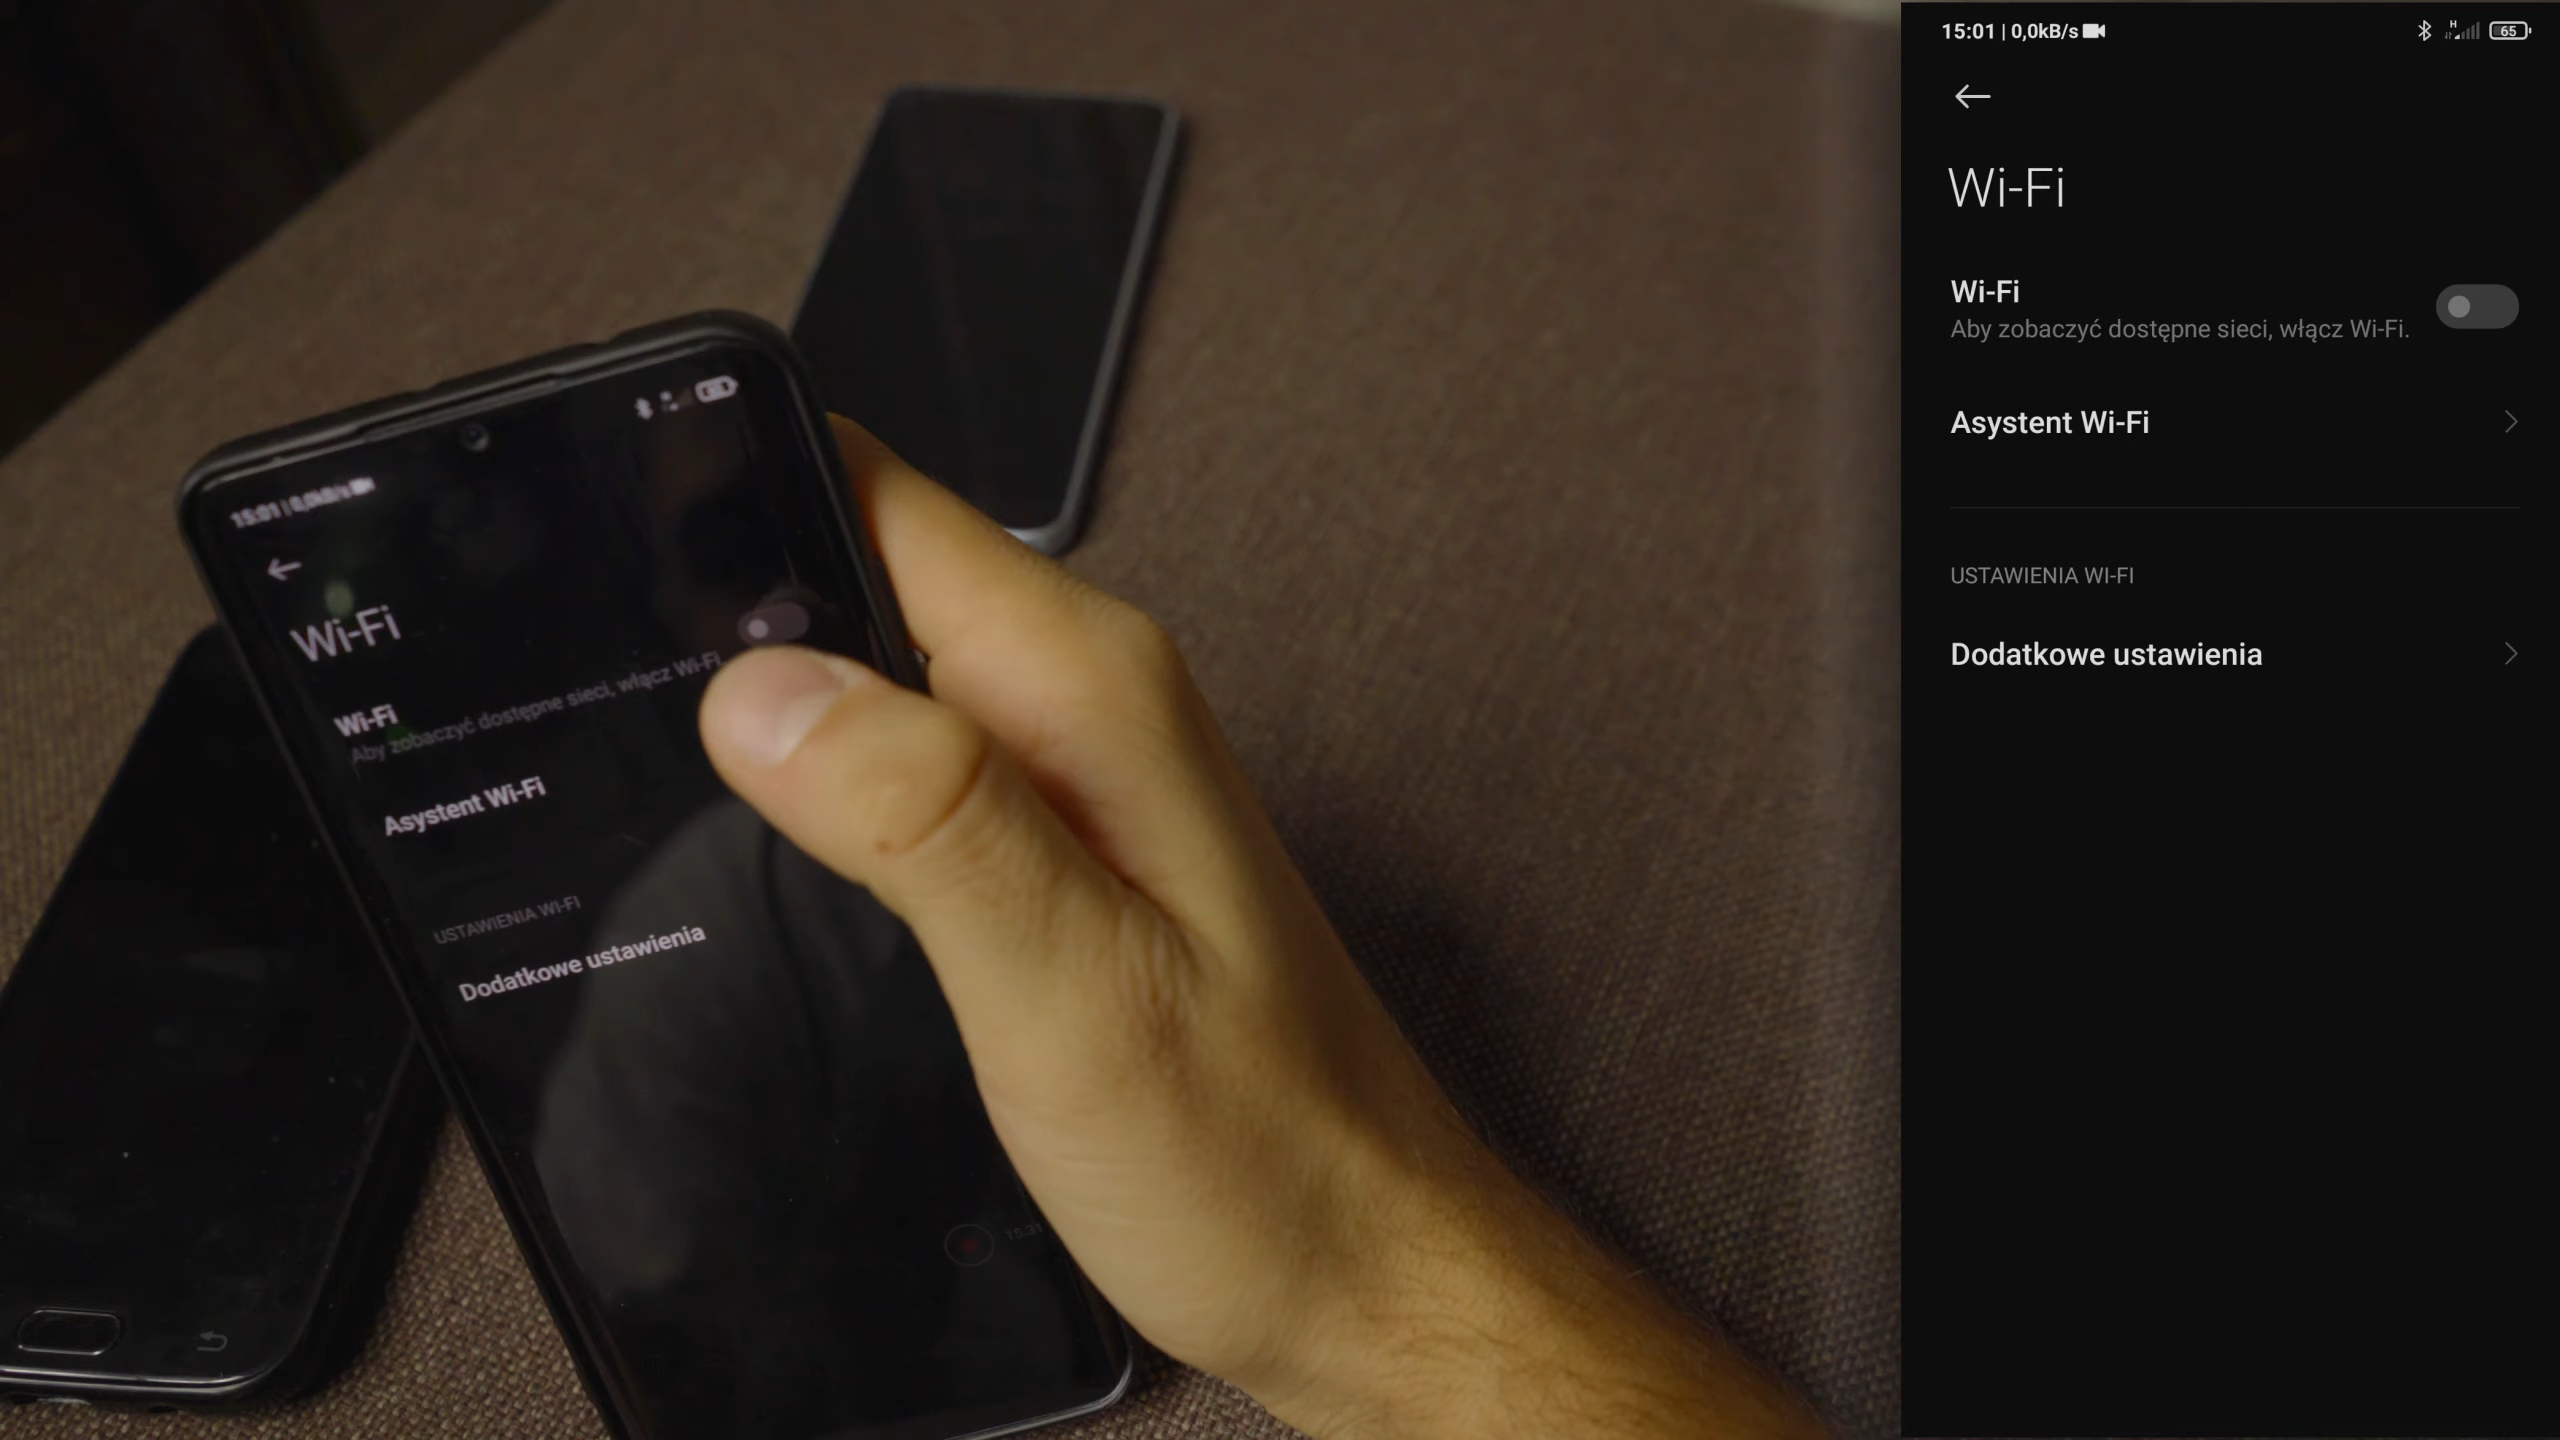 15:01 | 0,0kB/s
Wi-Fi
Wi-Fi
Aby zobaczyć dostępne sieci, włącz Wi-Fi.
Asystent Wi-Fi
USTAWIENIA WI-FI
Dodatkowe ustawienia
15:01 | 0,0kB/s
H
65
Wi-Fi
Wi-Fi
Aby zobaczyć dostępne sieci, włącz Wi-Fi.
Asystent Wi-Fi
USTAWIENIA WI-FI
Dodatkowe ustawienia